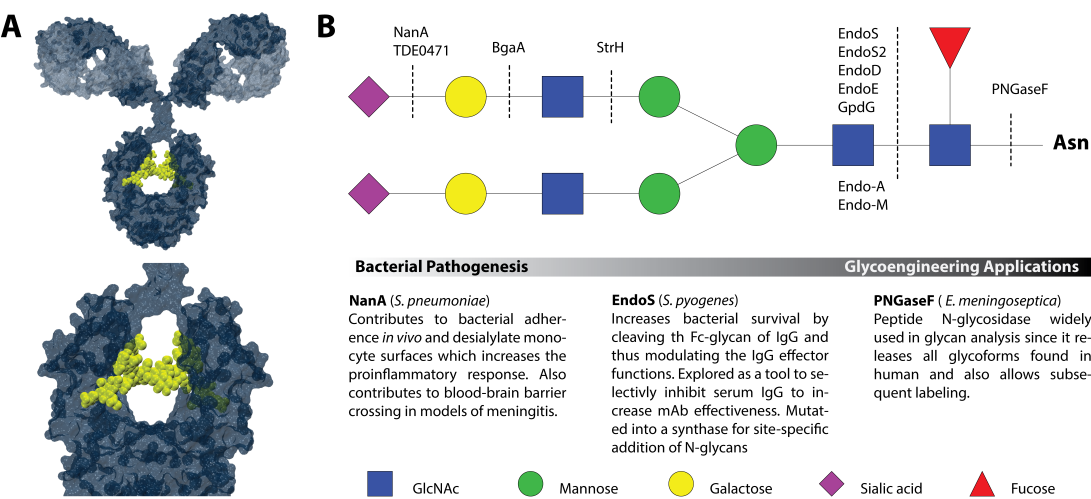 A
B
NanA
TDE0471
BgaA
StrH
EndoS
EndoS2
EndoD
EndoE
GpdG
PNGaseF
Asn
Endo-A
Endo-M
Bacterial Pathogenesis
Glycoengineering Applications
NanA (S. pneumoniae)
Contributes to bacterial adher-
ence in vivo and desialylate mono-
cyte surfaces which increases the
proinflammatory response. Also
contributes to blood-brain barrier
crossing in models of meningitis.
EndoS (S. pyogenes)
Increases bacterial survival by
cleaving th Fc-glycan of IgG and
thus modulating the IgG effector
functions. Explored as a tool to se-
lectivly inhibit serum IgG to in-
crease mAb effectiveness. Mutat-
ed into a synthase for site-specific
addition of N-glycans
PNGaseF ( E. meningoseptica)
Peptide N-glycosidase widely
used in glycan analysis since it re-
leases all glycoforms found in
human and also allows subse-
quent labeling.
GlcNAc
Mannose
Galactose
Sialic acid
Fucose